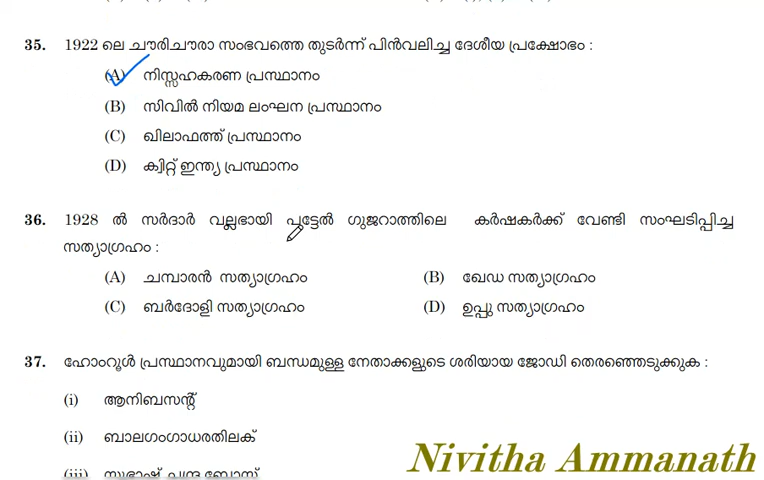 35. 1922 ലെ ചൗരിചൗരാ സംഭവത്തെ തുടർന്ന് പിൻവലിച്ച ദേശീയ പ്രക്ഷോഭം :
(A) നിസ്സഹകരണ പ്രസ്ഥാനം
(B) സിവിൽ നിയമ ലംഘന പ്രസ്ഥാനം
(C) ഖിലാഫത്ത് പ്രസ്ഥാനം
(D) ക്വിറ്റ് ഇന്ത്യ പ്രസ്ഥാനം
36. 1928 ൽ സർദാർ വല്ലഭായി പട്ടേൽ ഗുജറാത്തിലെ കർഷകർക്ക് വേണ്ടി സംഘടിപ്പിച്ച
സത്യാഗ്രഹം :
(A) ചമ്പാരൻ സത്യാഗ്രഹം (B) ഖേഡ സത്യാഗ്രഹം
(C) ബർദോളി സത്യാഗ്രഹം (D) ഉപ്പു സത്യാഗ്രഹം
37. ഹോംറൂൾ പ്രസ്ഥാനവുമായി ബന്ധമുള്ള നേതാക്കളുടെ ശരിയായ ജോഡി തെരഞ്ഞെടുക്കുക :
(i) ആനിബസന്റ്
(ii) ബാലഗംഗാധരതിലക്
(iii) സുഭാഷ് ചന്ദ്ര ബോസ്
Nivitha Ammanath